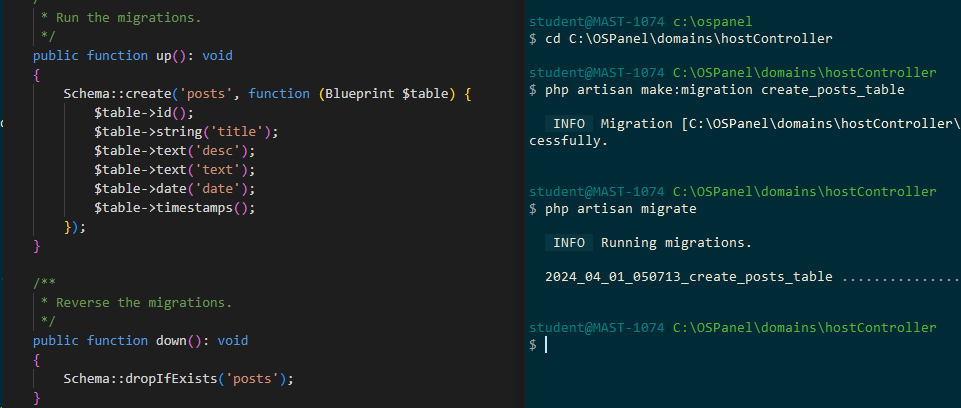 * Run the migrations.
*/
public function up(): void
{
Schema::create('posts', function (Blueprint $table) {
$table->id();
$table->string('title');
$table->text('desc');
$table->text('text');
$table->date('date');
$table->timestamps();
});
}
/**
* Reverse the migrations.
*/
public function down(): void
{
Schema::dropIfExists('posts');
}
student@MAST-1074 c:\ospanel
$ cd C:\OSPanel\domains\hostController
student@MAST-1074 C:\OSPanel\domains\hostController
$ php artisan make:migration create_posts_table
INFO Migration [C:\OSPanel\domains\hostController\
cessfully.
student@MAST-1074 C:\OSPanel\domains\hostController
$ php artisan migrate
INFO Running migrations.
2024_04_01_050713_create_posts_table ...............
student@MAST-1074 C:\OSPanel\domains\hostController
$